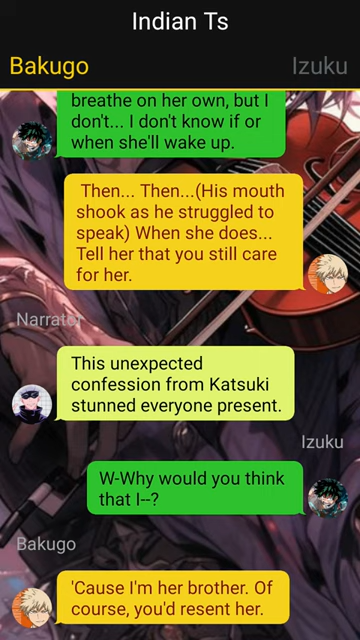 Indian Ts
Bakugo
Izuku
breathe on her own, but I
don't... I don't know if or
when she'll wake up.
Then... Then...(His mouth
shook as he struggled to
speak) When she does...
Tell her that you still care
for her.
Narrator
This unexpected
confession from Katsuki
stunned everyone present.
Izuku
W-Why would you think
that I--?
Bakugo
'Cause I'm her brother. Of
course, you'd resent her.